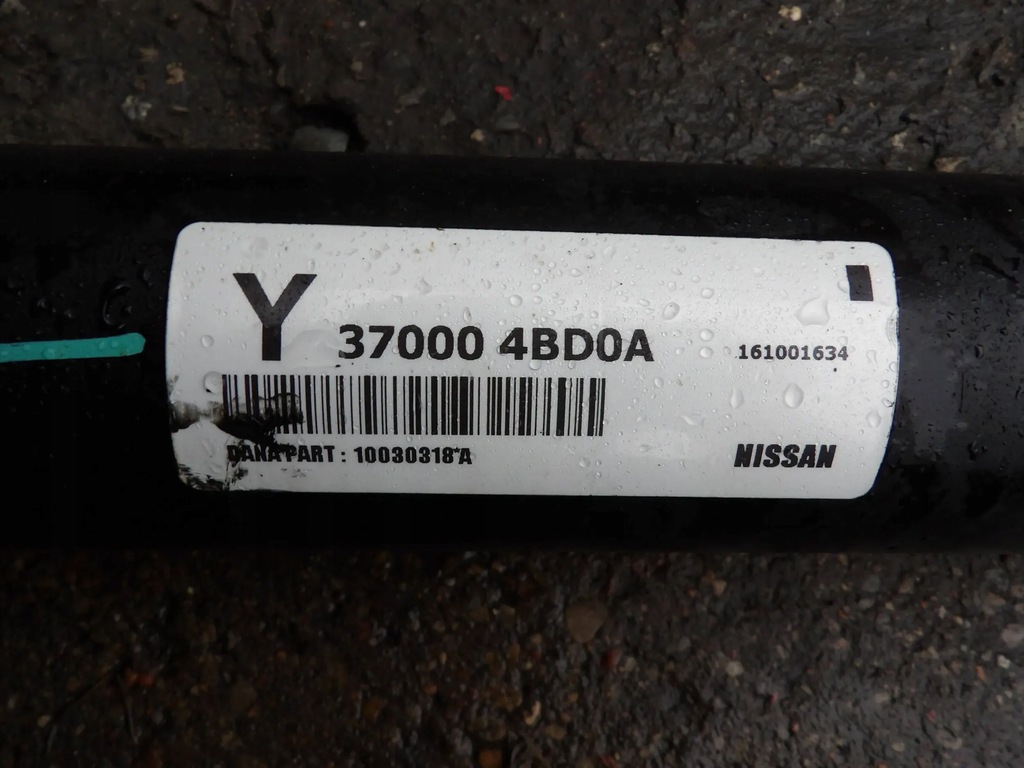 Y 37000 4BD0A 161001634
DANA PART : 10030318*A NISSAN